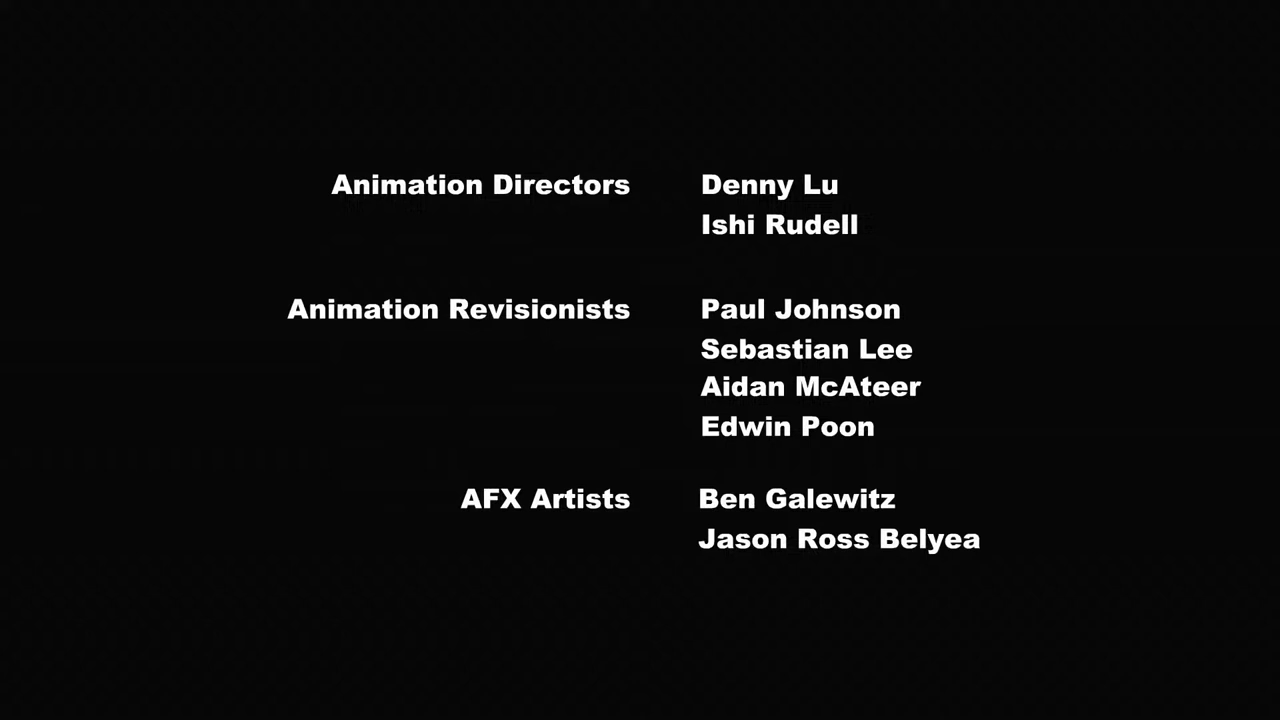 Animation Directors Denny Lu
Ishi Rudell
Animation Revisionists Paul Johnson
Sebastian Lee
Aidan McAteer
Edwin Poon
AFX Artists Ben Galewitz
Jason Ross Belyea